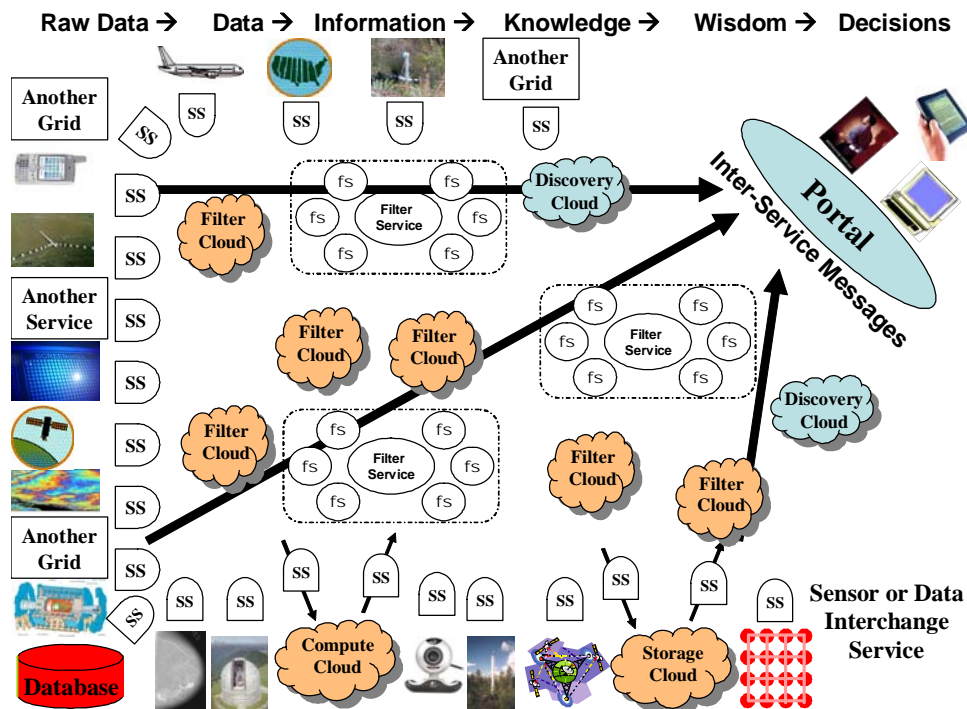 Raw Data → Data → Information → Knowledge → Wisdom → Decisions
Another
Grid
SS
SS
SS
SS
Another
Grid
SS
SS
Filter
Cloud
fs
fs
fs
Filter
Service
fs
fs
fs
Discovery
Cloud
Portal
Inter-Service Messages
SS
Another
Service
SS
SS
Filter
Cloud
Filter
Cloud
fs
fs
fs
Filter
Service
fs
fs
fs
Discovery
Cloud
SS
Filter
Cloud
fs
fs
fs
Filter
Service
fs
fs
fs
Filter
Cloud
Filter
Cloud
SS
Another
Grid
SS
SS
SS
SS
SS
SS
SS
SS
SS
SS
SS
SS
Sensor or Data
Interchange
Service
Database
Compute
Cloud
Storage
Cloud